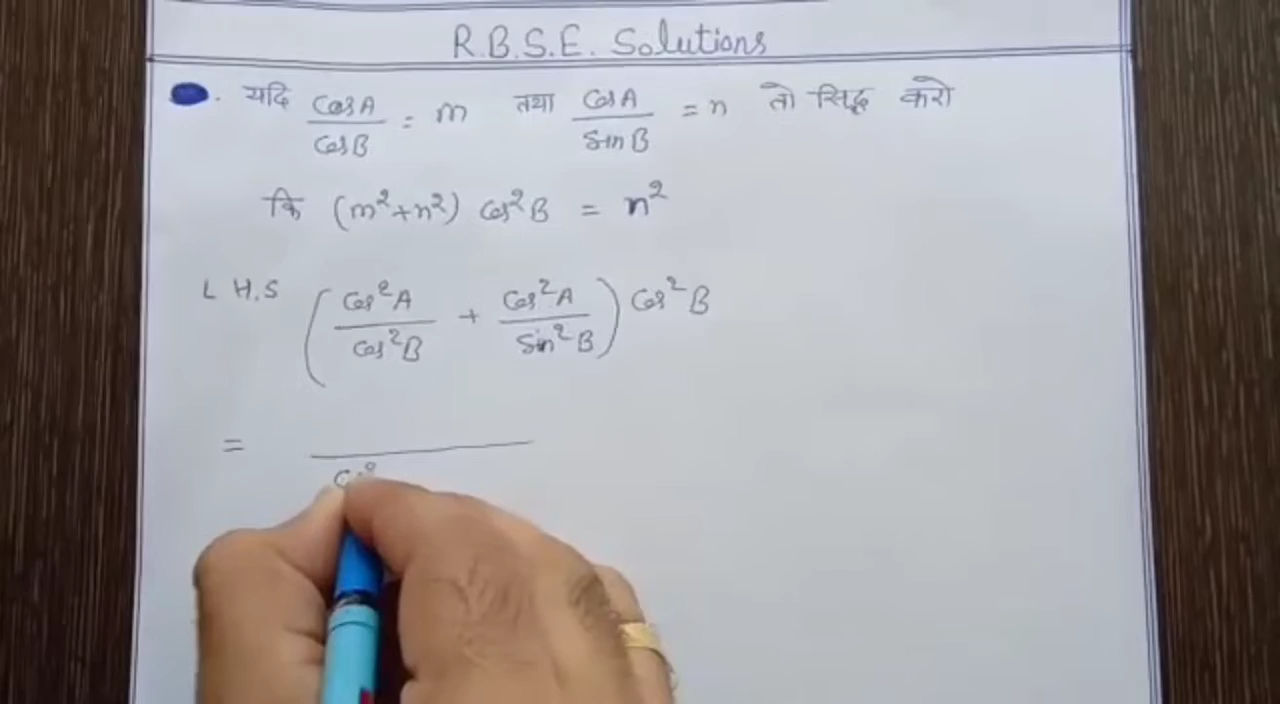 R.B.S.E. Solutions
यदि CosA/CosB = m तथा CosA/SinB = n तो सिद्ध करो
कि (m²+n²) Cos²B = n²
L H.S (Cos²A/Cos²B + Cos²A/Sin²B) Cos²B
=